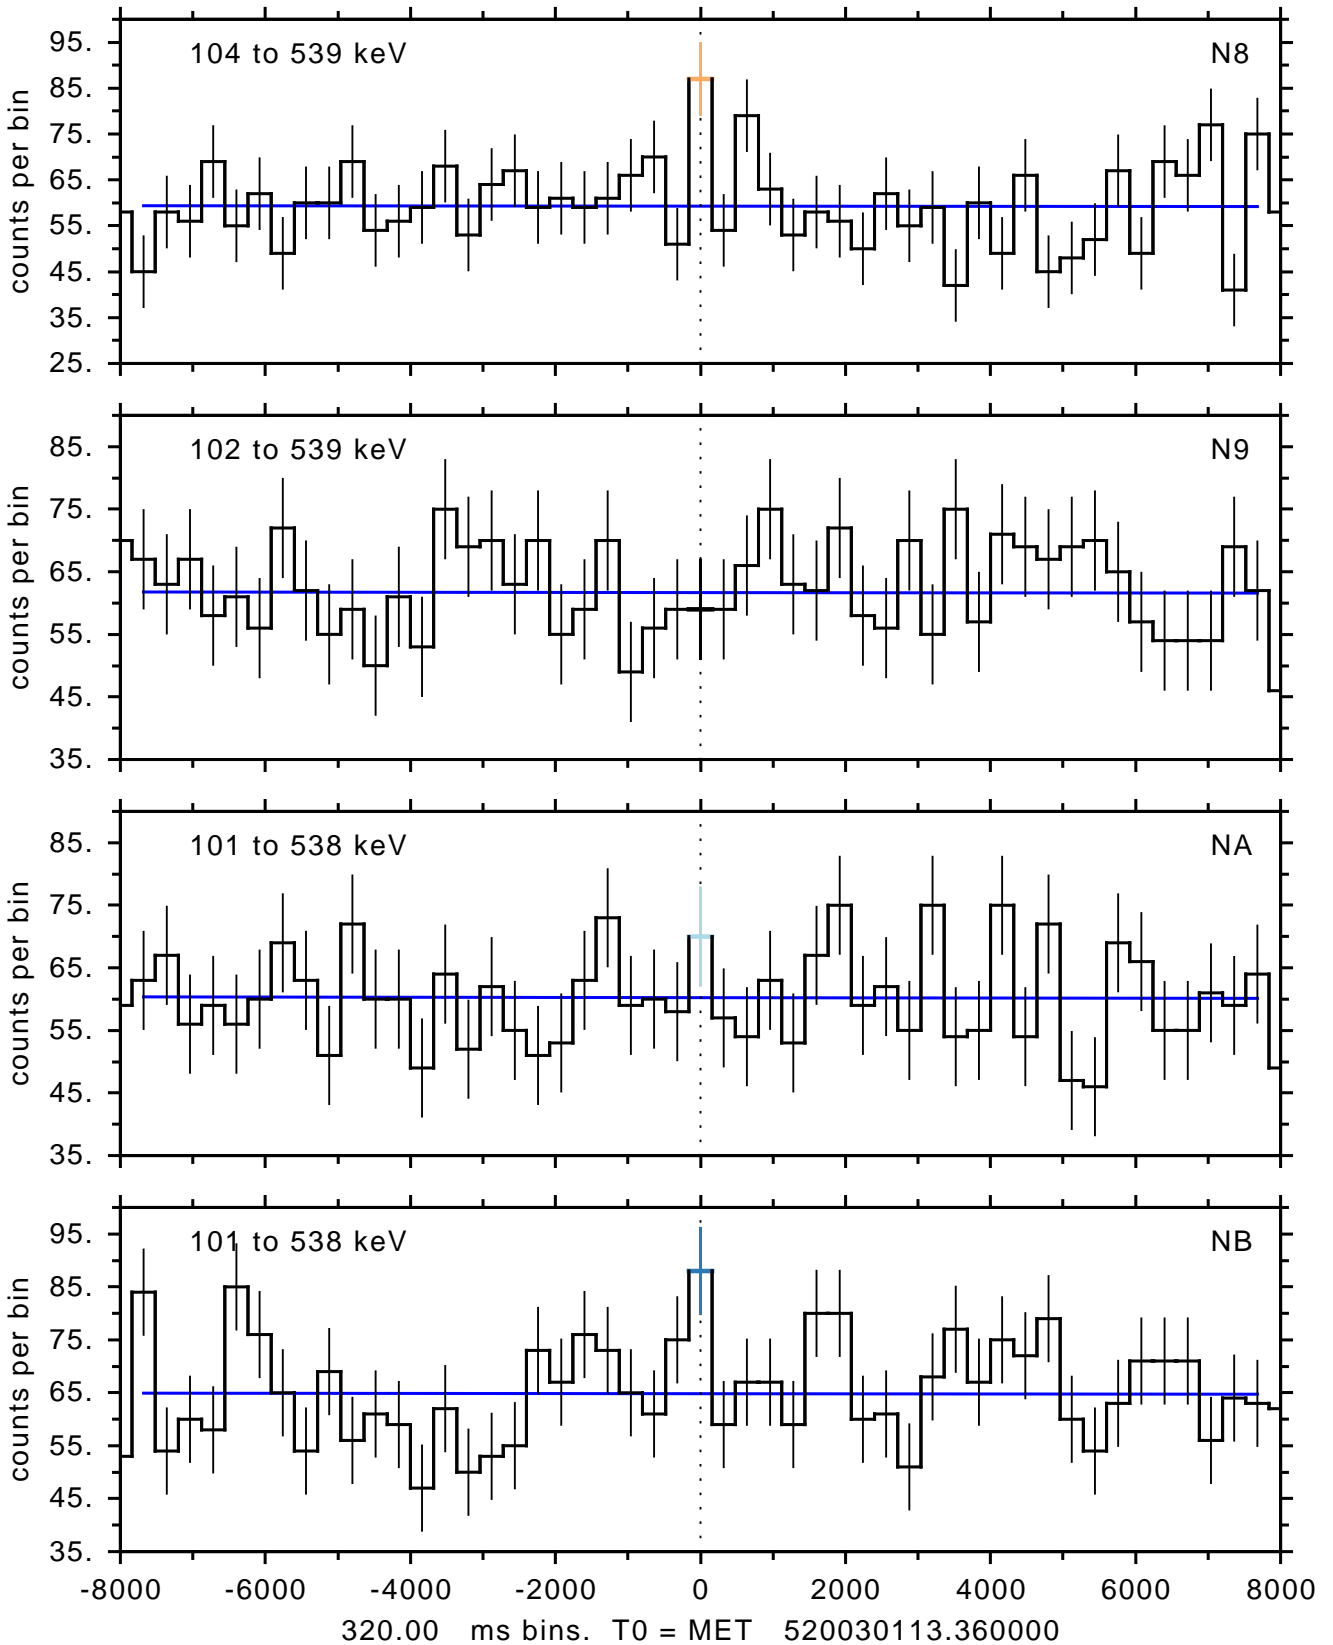 104 to 539 keV N8
95.
85.
75.
65.
55.
45.
35.
25.
counts per bin
102 to 539 keV N9
85.
75.
65.
55.
45.
35.
counts per bin
101 to 538 keV NA
85.
75.
65.
55.
45.
35.
counts per bin
101 to 538 keV NB
95.
85.
75.
65.
55.
45.
35.
counts per bin
-8000 -6000 -4000 -2000 0 2000 4000 6000 8000
320.00 ms bins. T0 = MET 520030113.360000